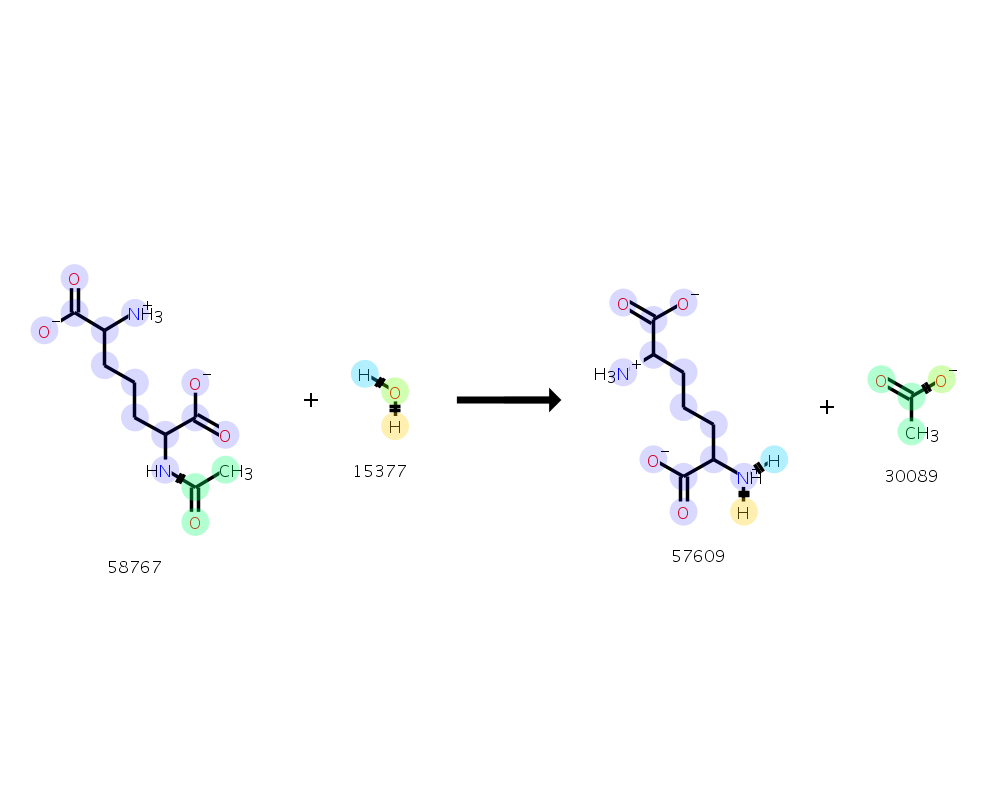 O
O−
NH3+
O−
O
HN
CH3
O
58767
+
H
O
H
15377
O
O−
H3N+
O−
O
NH+
H
H
57609
+
O
O−
CH3
30089